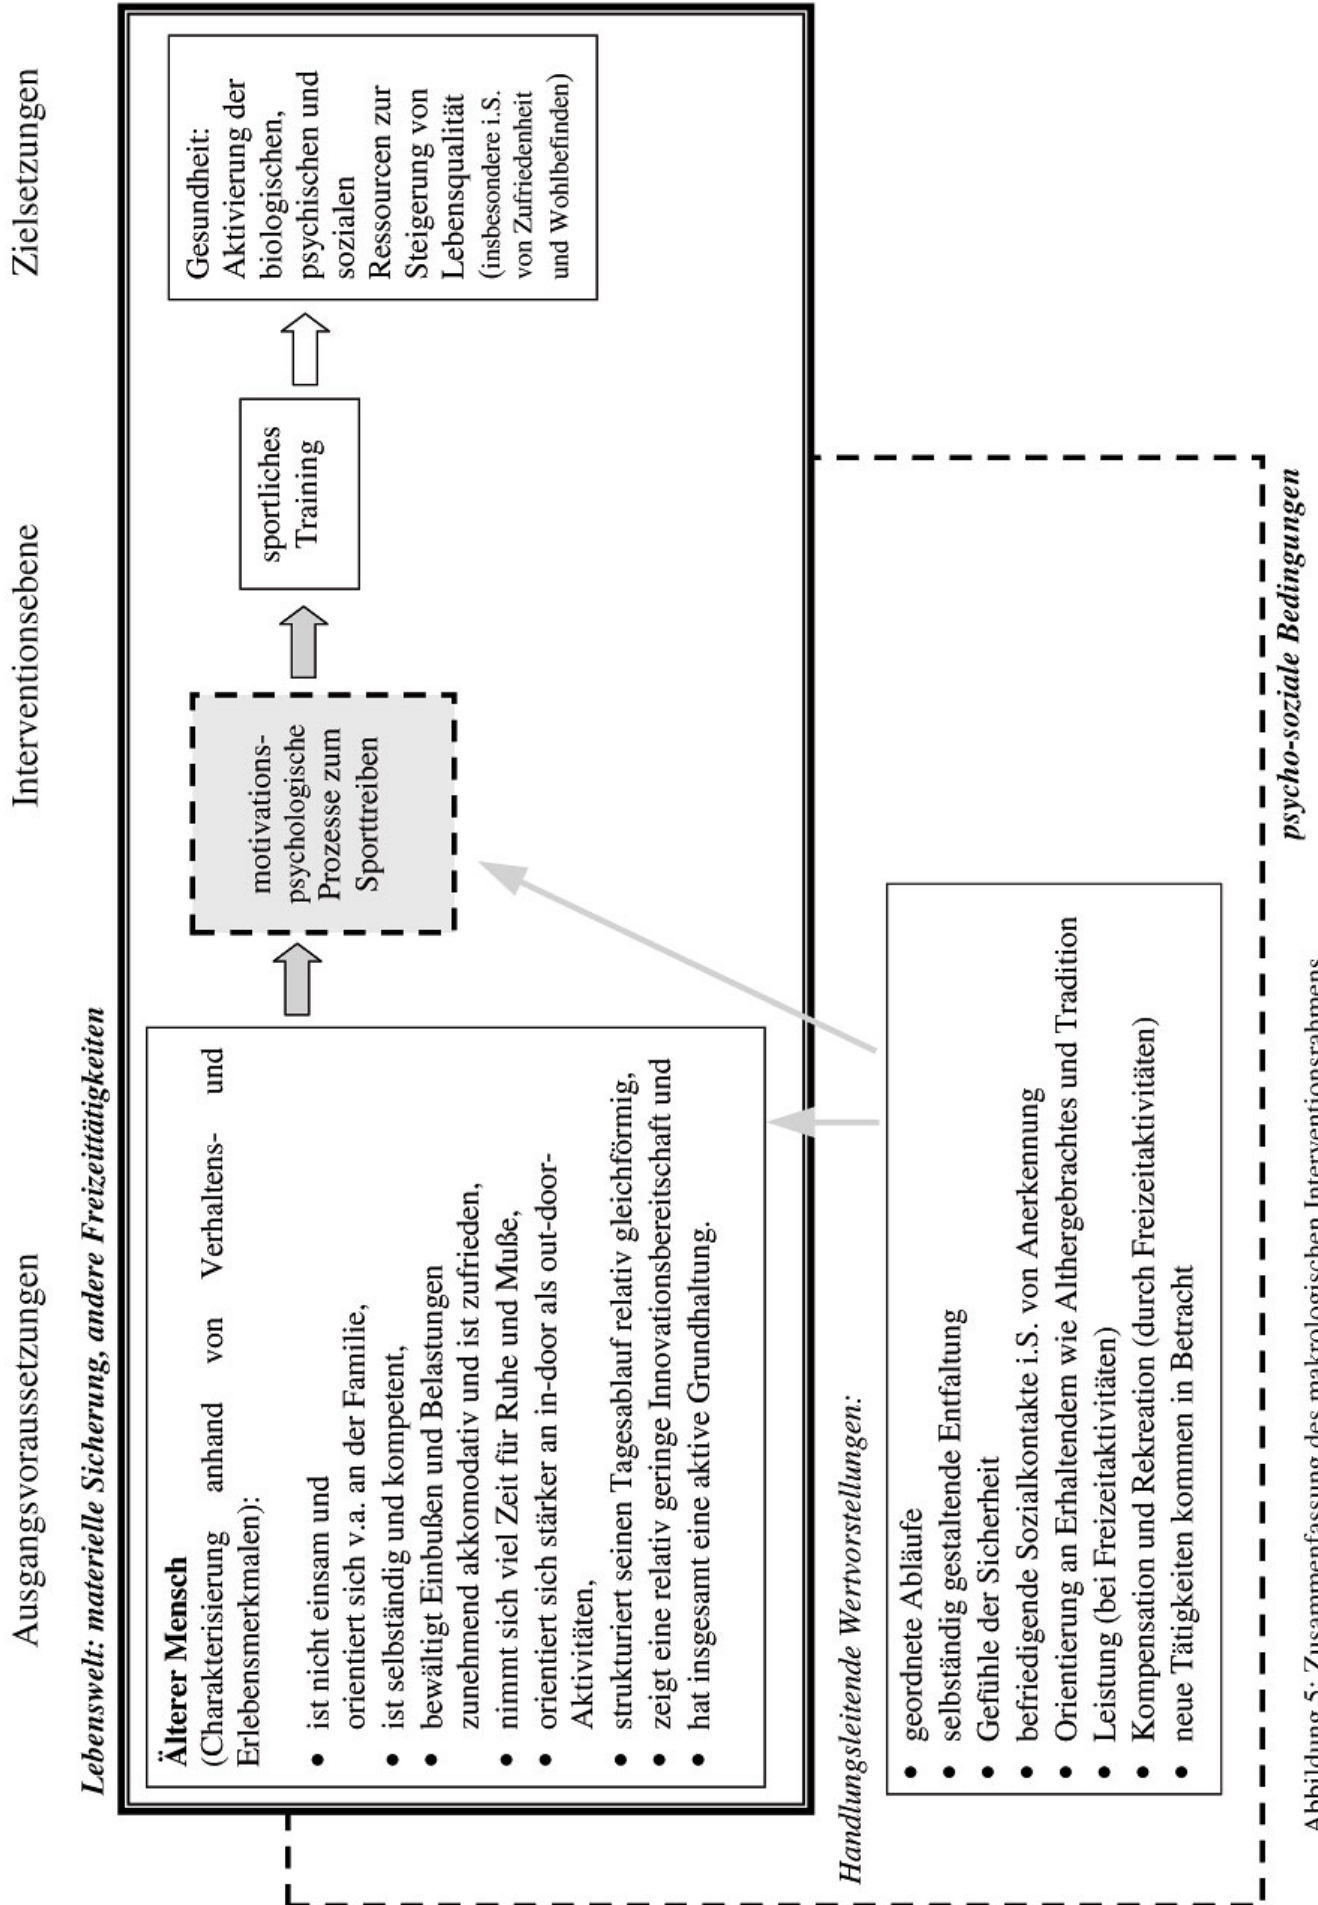 Ausgangsvoraussetzungen
Interventionsebene
Zielsetzungen
Lebenswelt: materielle Sicherung, andere Freizeittätigkeiten
Älterer Mensch
(Charakterisierung anhand von Verhaltens- und
Erlebensmerkmalen):
• ist nicht einsam und
orientiert sich v.a. an der Familie,
• ist selbständig und kompetent,
• bewältigt Einbußen und Belastungen
zunehmend akkomodativ und ist zufrieden,
• nimmt sich viel Zeit für Ruhe und Muße,
• orientiert sich stärker an in-door als out-door-
Aktivitäten,
• strukturiert seinen Tagesablauf relativ gleichförmig,
• zeigt eine relativ geringe Innovationsbereitschaft und
• hat insgesamt eine aktive Grundhaltung.
motivations-
psychologische
Prozesse zum
Sporttreiben
sportliches
Training
Gesundheit:
Aktivierung der
biologischen,
psychischen und
sozialen
Ressourcen zur
Steigerung von
Lebensqualität
(insbesondere i.S.
von Zufriedenheit
und Wohlbefinden)
Handlungsleitende Wertvorstellungen:
• geordnete Abläufe
• selbständig gestaltende Entfaltung
• Gefühle der Sicherheit
• befriedigende Sozialkontakte i.S. von Anerkennung
• Orientierung an Erhaltendem wie Althergebrachtes und Tradition
• Leistung (bei Freizeitaktivitäten)
• Kompensation und Rekreation (durch Freizeitaktivitäten)
• neue Tätigkeiten kommen in Betracht
psycho-soziale Bedingungen
Abbildung 5: Zusammenfassung des makrologischen Interventionsrahmens